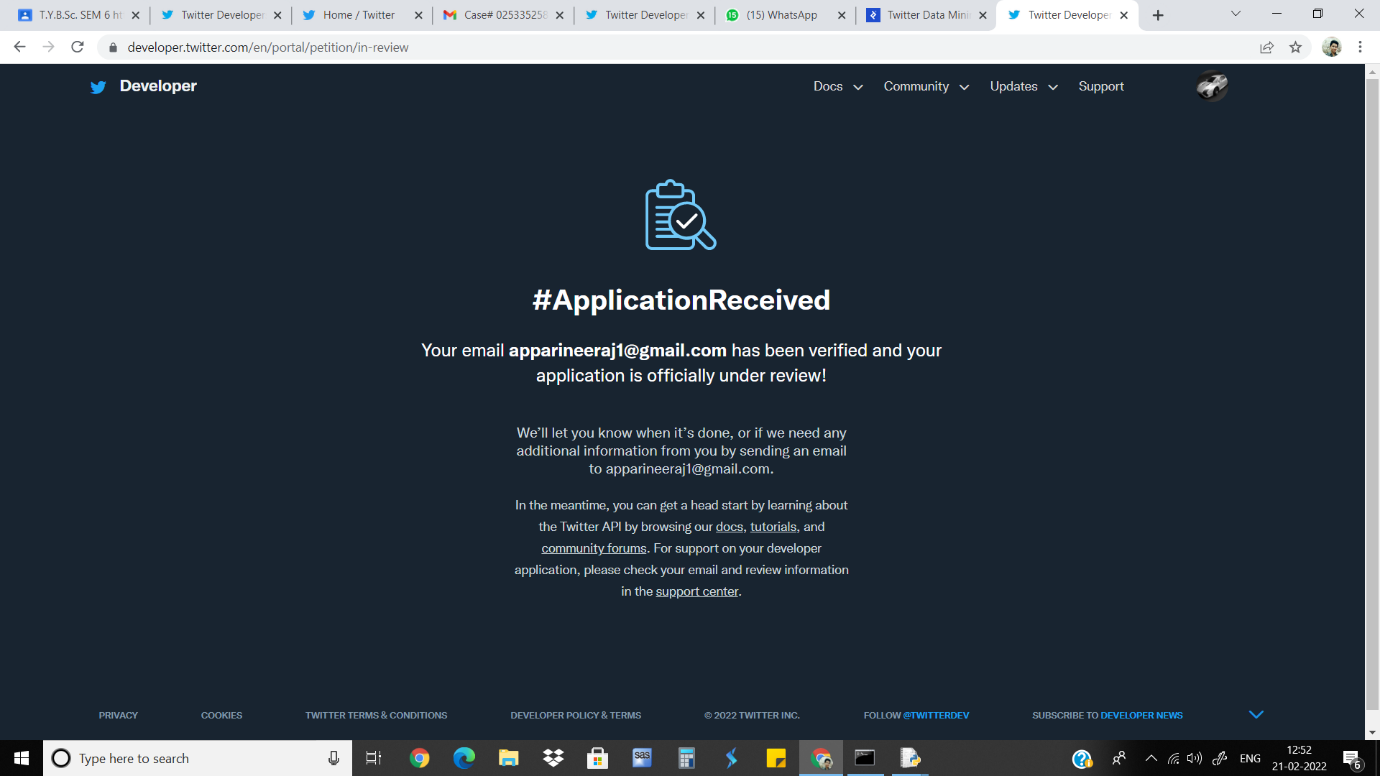 T.Y.B.Sc. SEM 6
Twitter Developer
Home / Twitter
Case# 025335258
Twitter Developer
(15) WhatsApp
Twitter Data Mini
Twitter Developer
developer.twitter.com/en/portal/petition/in-review
Developer
Docs
Community
Updates
Support
#ApplicationReceived
Your email apparineeraj1@gmail.com has been verified and your
application is officially under review!
We'll let you know when it's done, or if we need any
additional information from you by sending an email
to apparineeraj1@gmail.com.
In the meantime, you can get a head start by learning about
the Twitter API by browsing our docs, tutorials, and
community forums. For support on your developer
application, please check your email and review information
in the support center.
PRIVACY
COOKIES
TWITTER TERMS & CONDITIONS
DEVELOPER POLICY & TERMS
© 2022 TWITTER INC.
FOLLOW @TWITTERDEV
SUBSCRIBE TO DEVELOPER NEWS
Type here to search
sas
ENG
12:52
21-02-2022
6